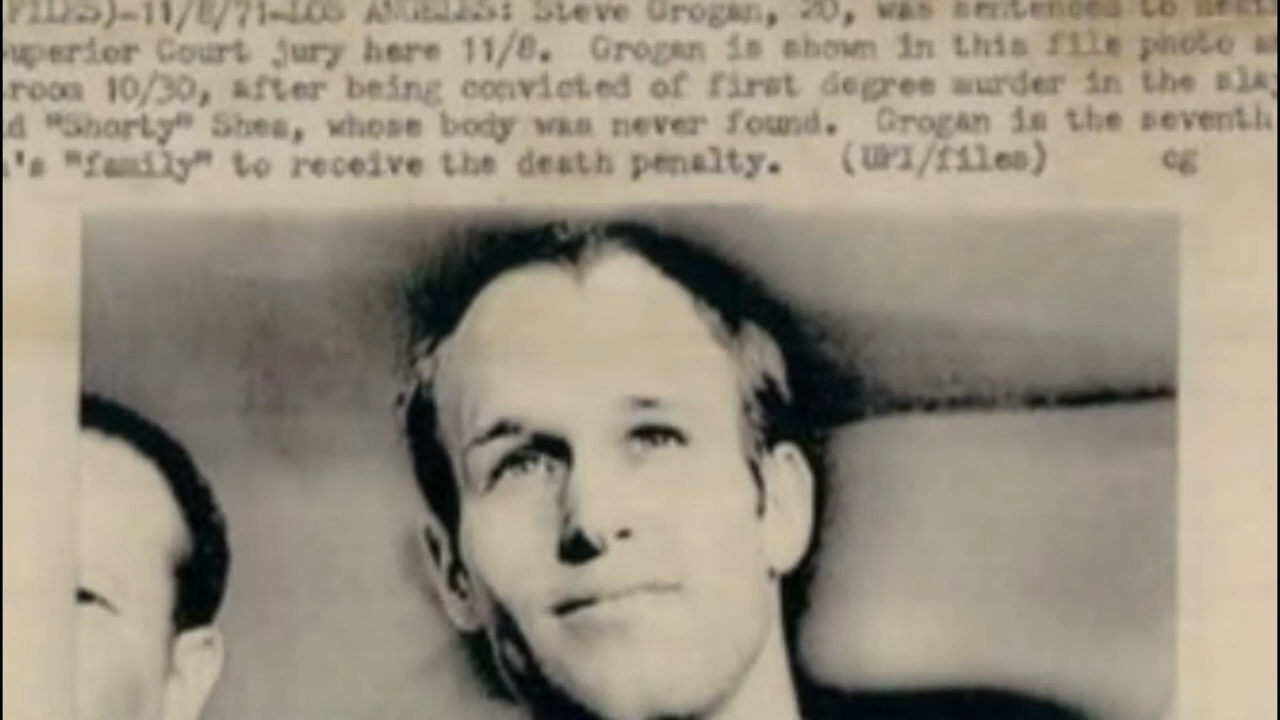 FILES)-11/8/71-LOS ANGELES: Steve Grogan, 20, was sentenced to
uperior Court jury here 11/8. Grogan is shown in this file photo
room 10/30, after being convicted of first degree murder in the
"Shorty" Shea, whose body was never found. Grogan is the seventh
's "family" to receive the death penalty. (UPI/files) cg